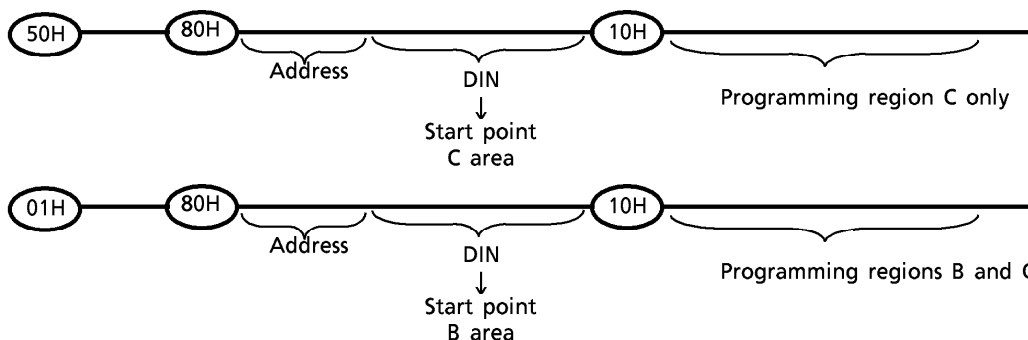 50H 80H 10H
Address
DIN
Programming region C only
Start point
C area
01H 80H 10H
Address
DIN
Programming regions B and C
Start point
B area